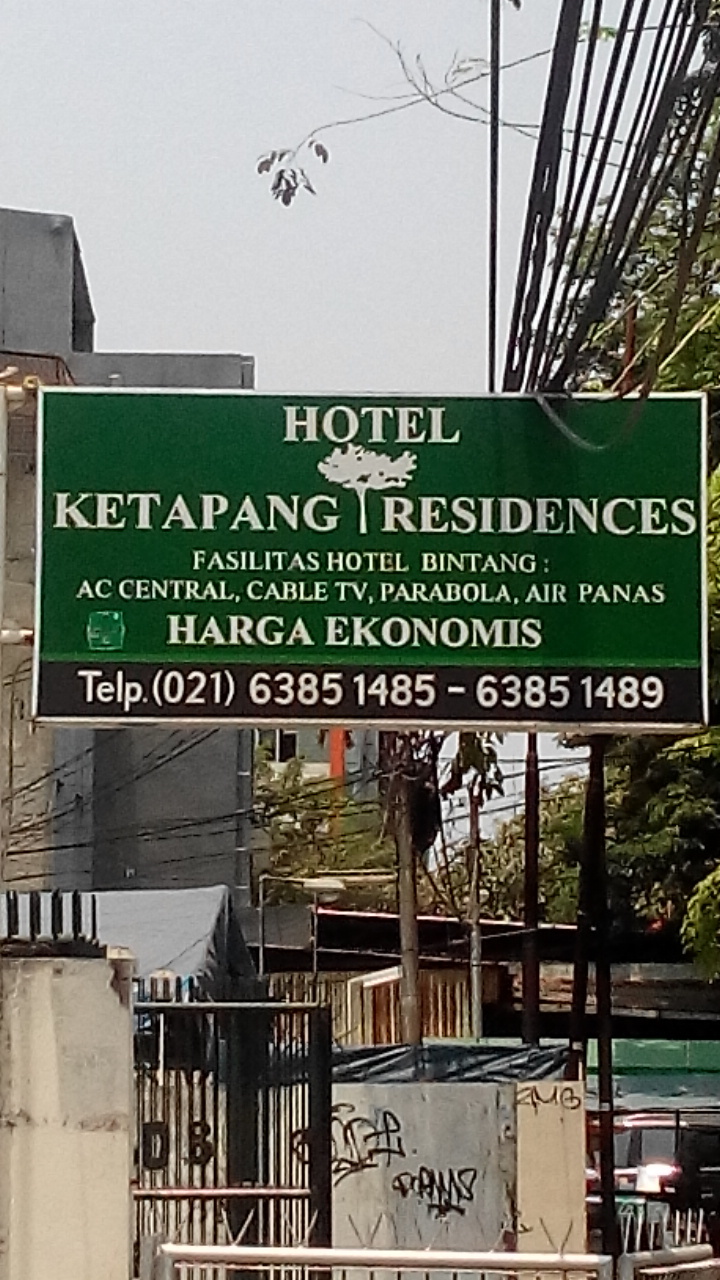 HOTEL
KETAPANG RESIDENCES
FASILITAS HOTEL BINTANG :
AC CENTRAL, CABLE TV, PARABOLA, AIR PANAS
HARGA EKONOMIS
Telp.(021) 6385 1485 - 6385 1489
DB